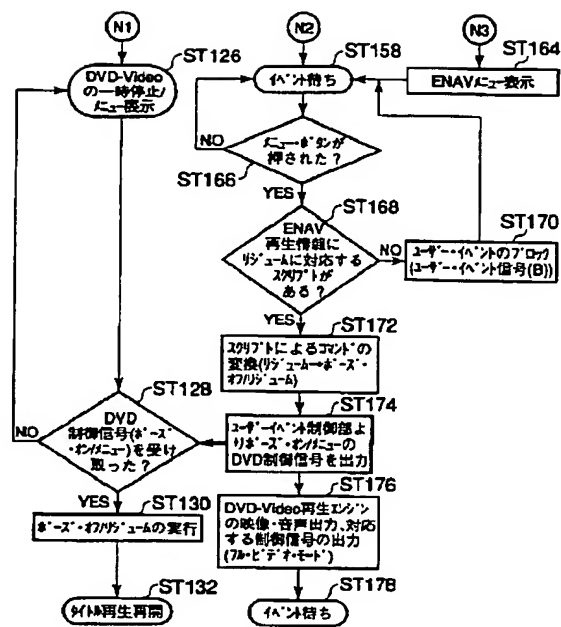 N1
ST126
DVD-Video
の一時停止/
メニュー表示
NO
ST128
DVD
制御信号(ポーズ・
オン/メニュー)を受け
取った?
YES
ST130
ポーズ・オフ/リジュームの実行
ST132
タイトル再生再開
N2
ST158
イベント待ち
NO
メニュー・ボタンが
押された?
ST166
YES
ST168
ENAV
再生情報に
リジュームに対応する
スクリプトが
ある?
NO
YES
ST172
スクリプトによるコマンドの
変換(リジューム→ポーズ・
オフ/リジューム)
ST174
ユーザーイベント制御部よ
りポーズ・オン/メニューの
DVD制御信号を出力
ST176
DVD-Video再生エンジン
の映像・音声出力、対応
する制御信号の出力
(フル・ビデオ・モード)
ST178
イベント待ち
N3
ST164
ENAVメニュー表示
ST170
ユーザー・イベントのブロック
(ユーザー・イベント信号(B))